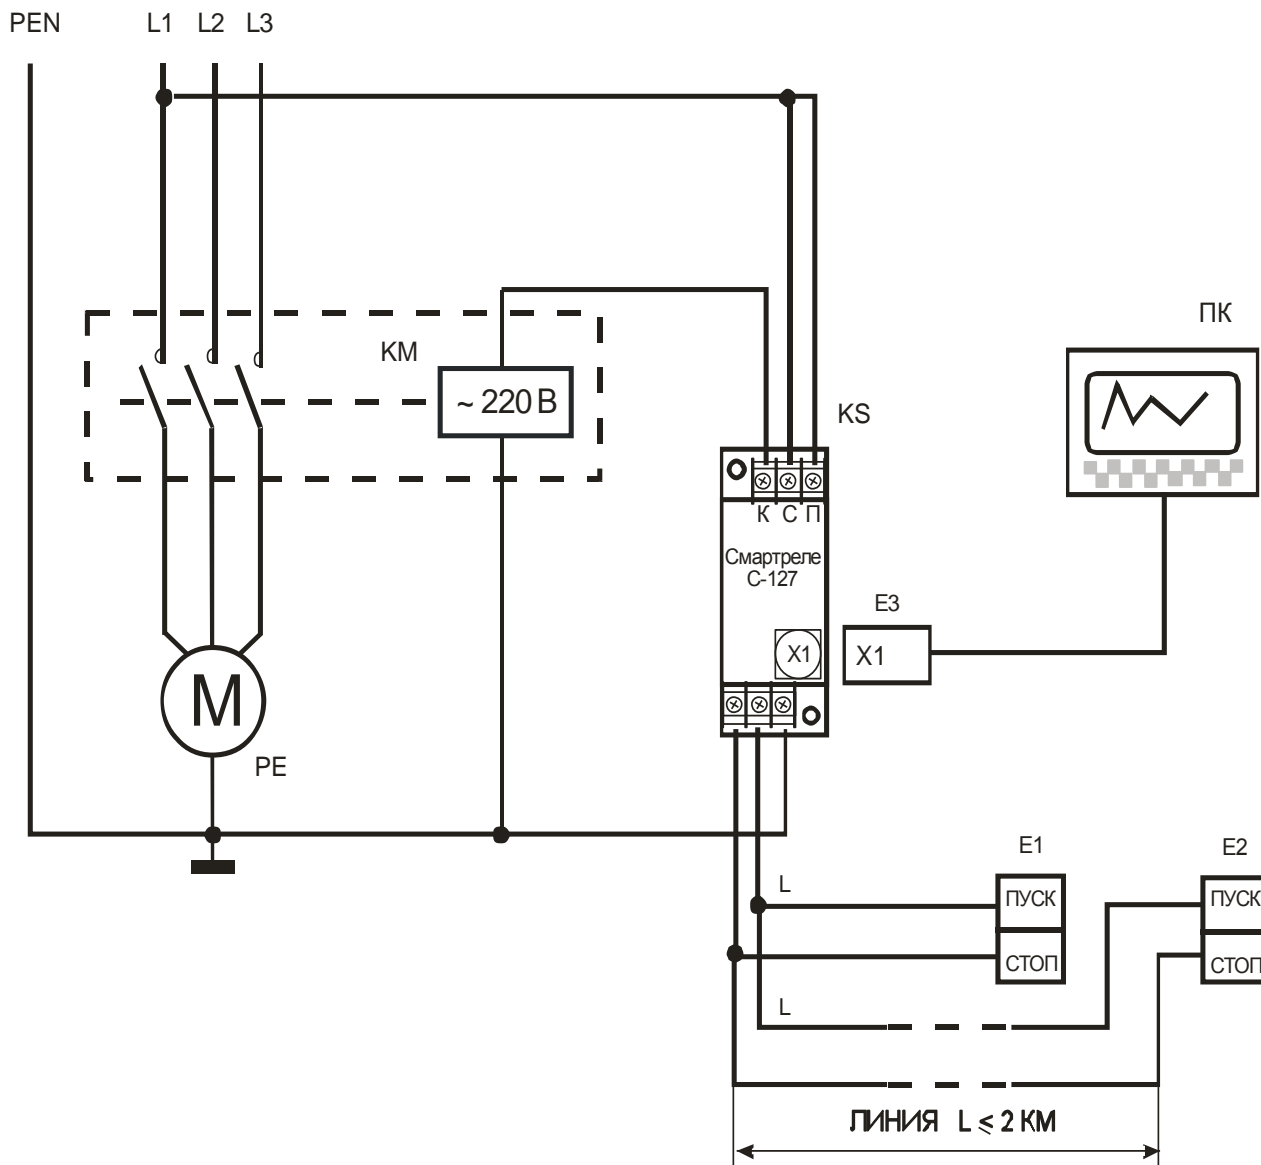 PEN L1 L2 L3
ПК
KM
~ 220 В
KS
К С П
Смартреле
С-127
E3
X1
X1
M
PE
E1
E2
L
ПУСК
ПУСК
СТОП
СТОП
L
ЛИНИЯ L ⩽ 2 КМ